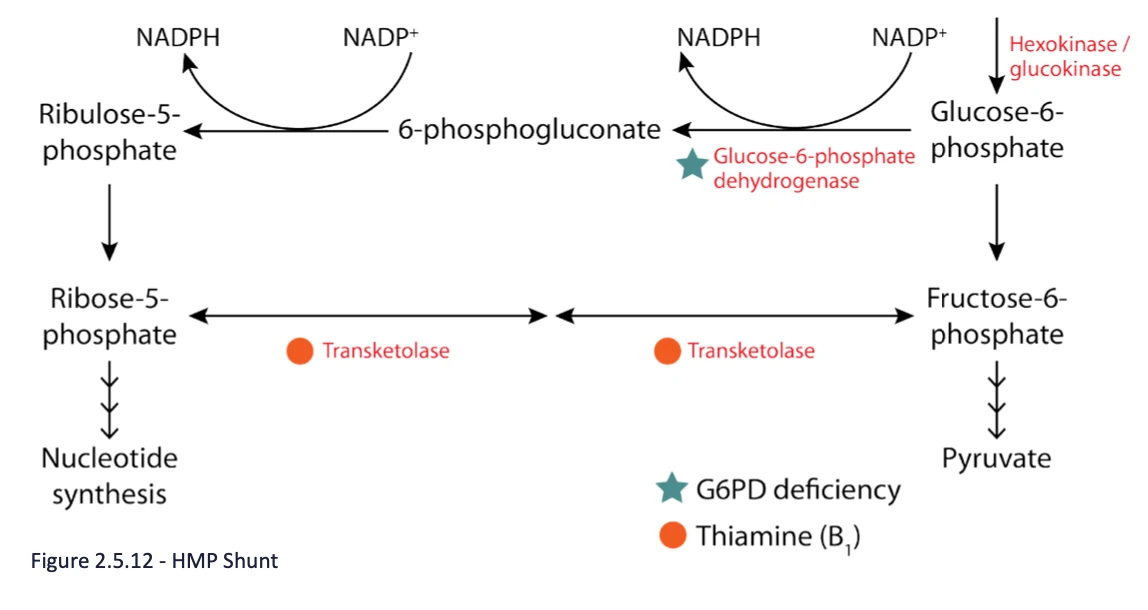 NADPH
NADP⁺
NADPH
NADP⁺
Hexokinase /
glucokinase
Ribulose-5-
phosphate
6-phosphogluconate
Glucose-6-
phosphate
Glucose-6-phosphate
dehydrogenase
Ribose-5-
phosphate
Fructose-6-
phosphate
Transketolase
Transketolase
Nucleotide
synthesis
Pyruvate
G6PD deficiency
Thiamine (B₁)
Figure 2.5.12 - HMP Shunt